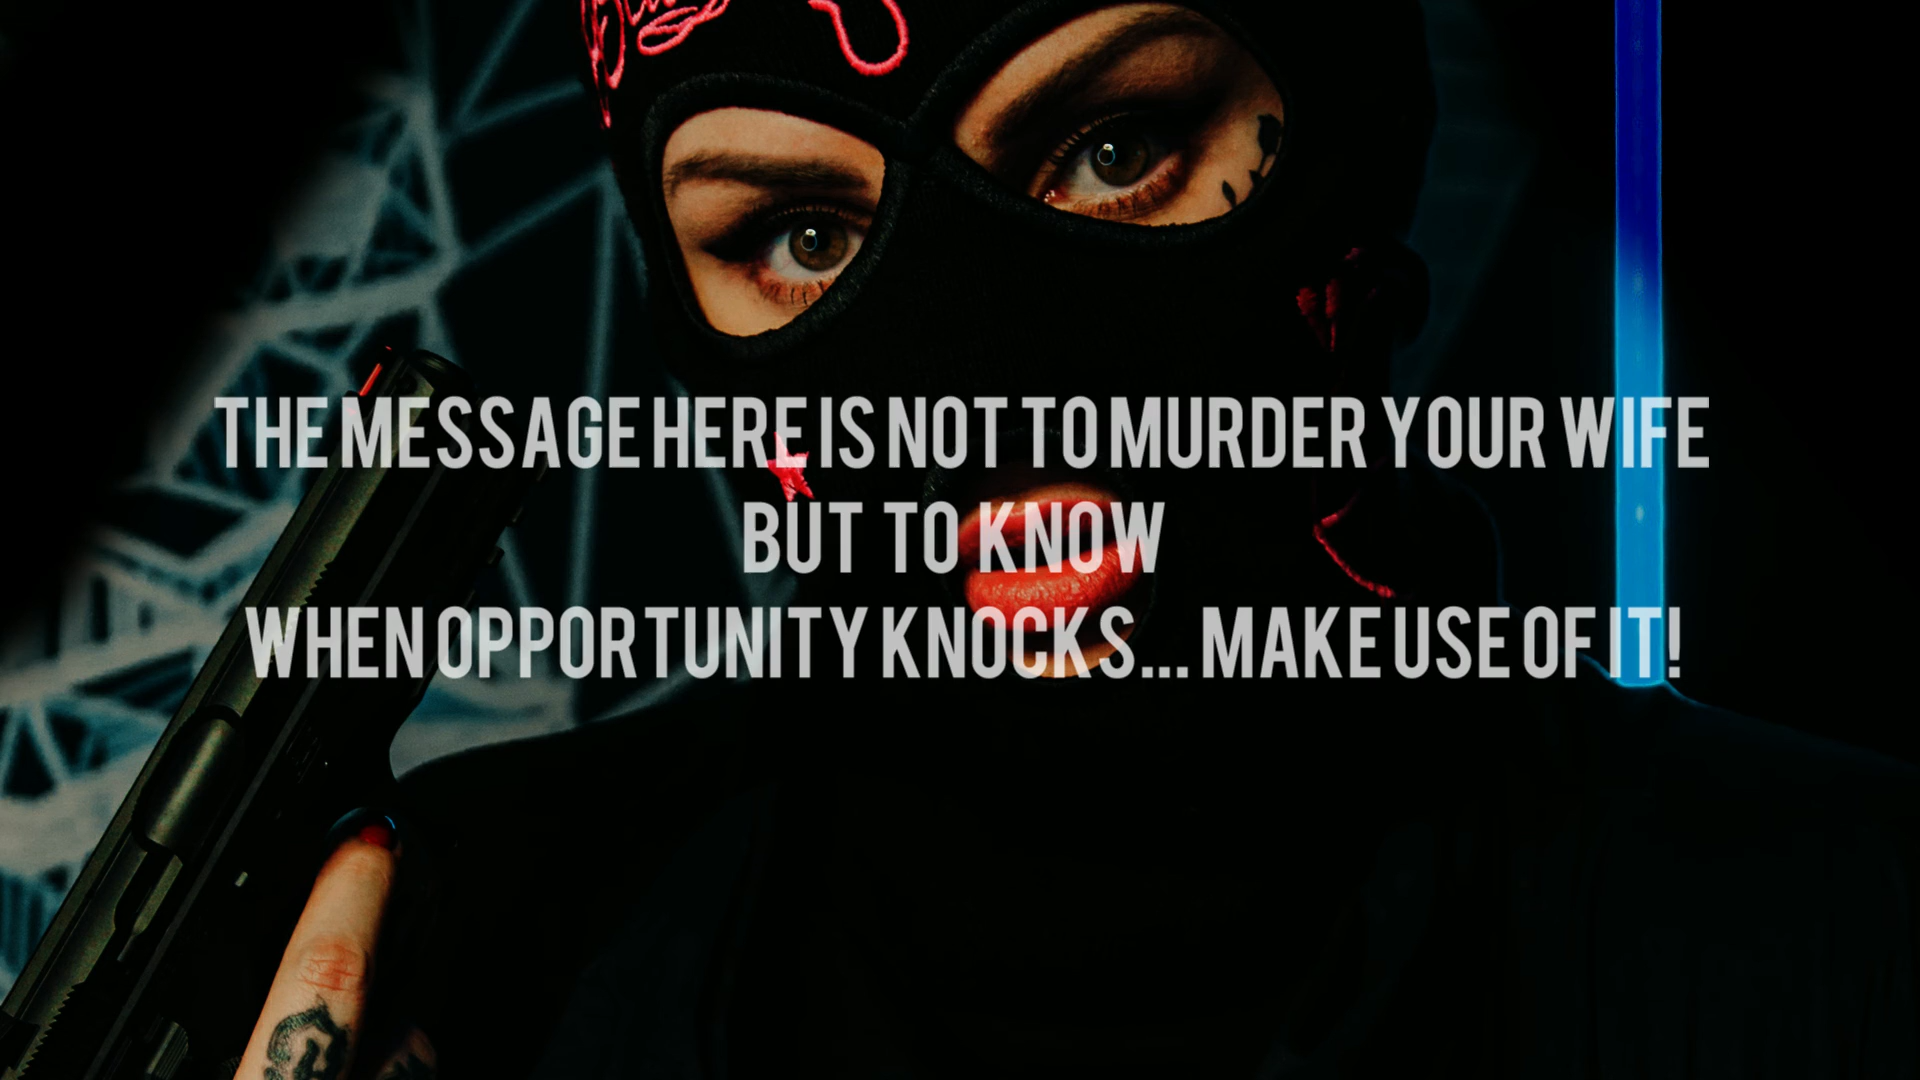 THE MESSAGE HERE IS NOT TO MURDER YOUR WIFE
BUT TO KNOW
WHEN OPPORTUNITY KNOCKS... MAKE USE OF IT!